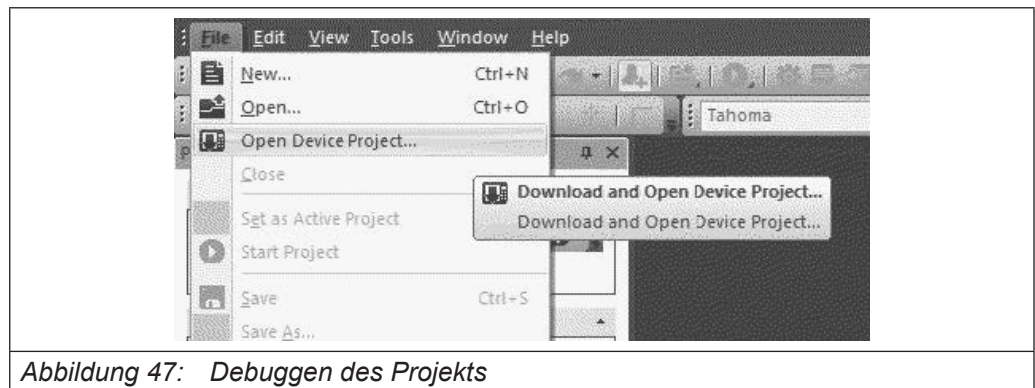 File Edit View Tools Window Help
New... Ctrl+N
Open... Ctrl+O
Tahoma
Open Device Project...
Close
Download and Open Device Project...
Set as Active Project
Download and Open Device Project...
Start Project
Save Ctrl+S
Save As...
Abbildung 47: Debuggen des Projekts